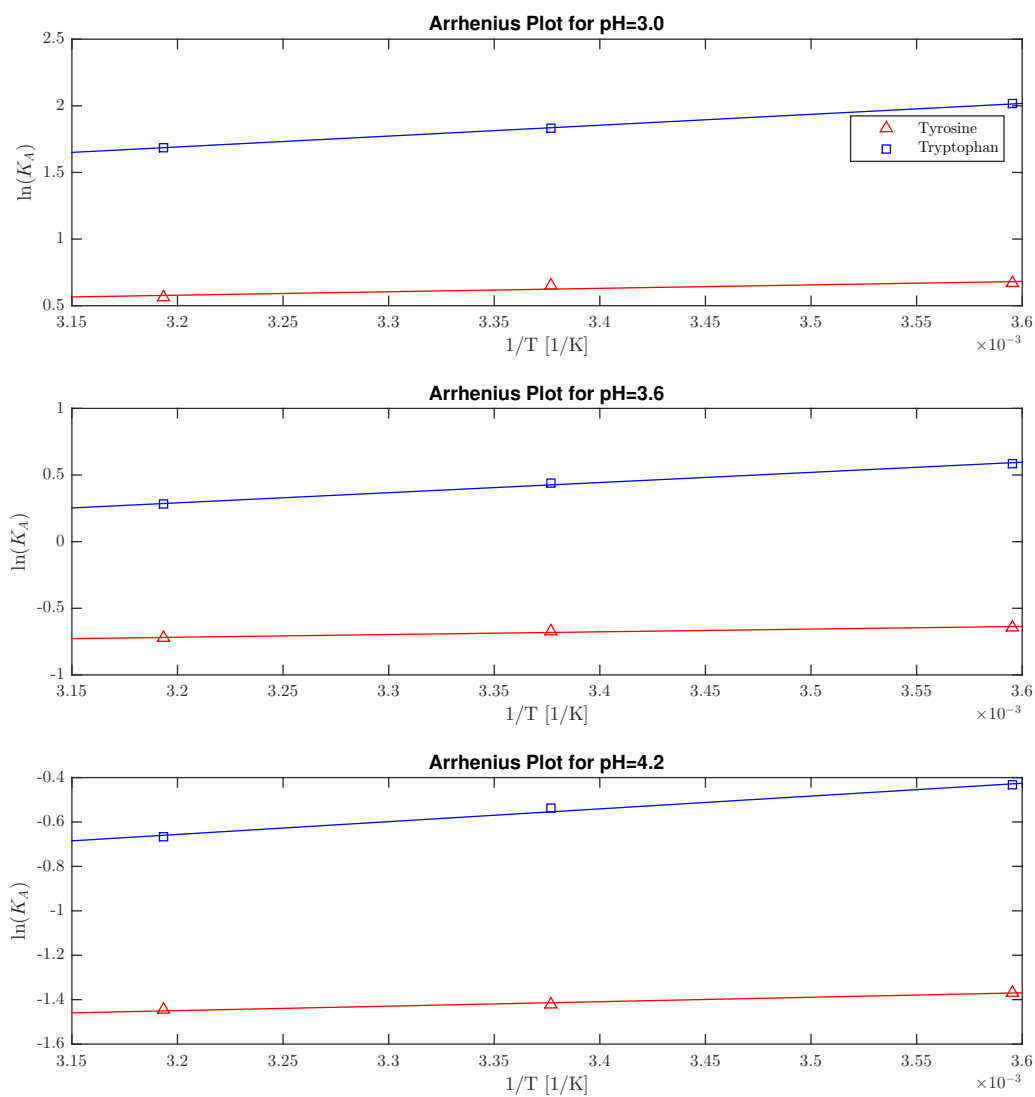 Arrhenius Plot for pH=3.0
2.5
2
1.5
1
0.5
ln(K_A)
Tyrosine
Tryptophan
3.15 3.2 3.25 3.3 3.35 3.4 3.45 3.5 3.55 3.6
1/T [1/K]
×10⁻³
Arrhenius Plot for pH=3.6
1
0.5
0
-0.5
-1
ln(K_A)
3.15 3.2 3.25 3.3 3.35 3.4 3.45 3.5 3.55 3.6
1/T [1/K]
×10⁻³
Arrhenius Plot for pH=4.2
-0.4
-0.6
-0.8
-1
-1.2
-1.4
-1.6
ln(K_A)
3.15 3.2 3.25 3.3 3.35 3.4 3.45 3.5 3.55 3.6
1/T [1/K]
×10⁻³